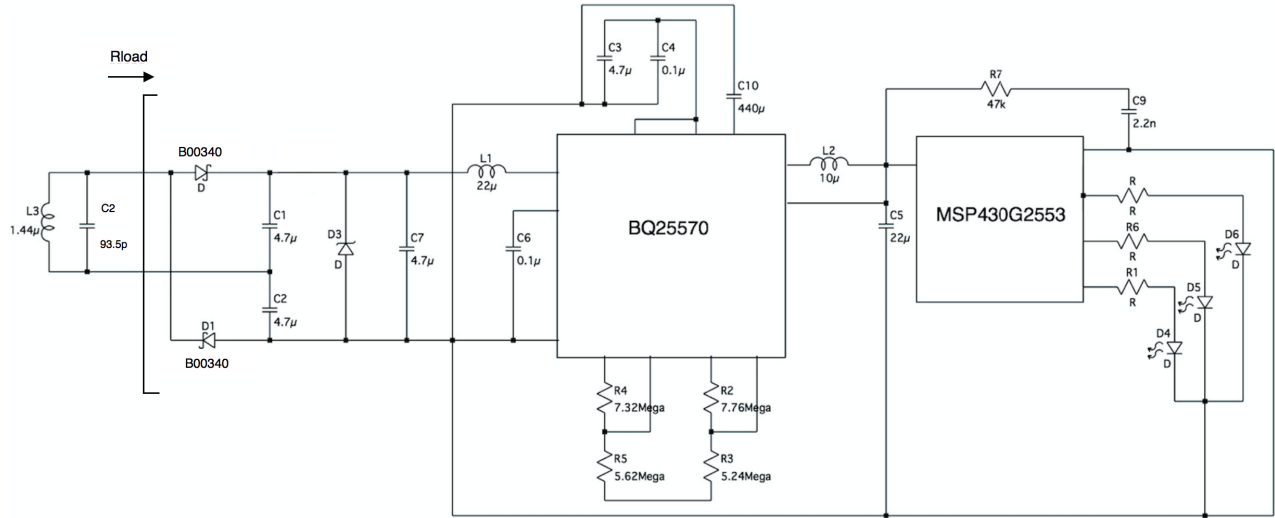 Rload
B00340
D
L3
1.44µ
C2
93.5p
C1
4.7µ
C2
4.7µ
D1
B00340
D3
D
C7
4.7µ
L1
22µ
C6
0.1µ
C3
4.7µ
C4
0.1µ
C10
440µ
BQ25570
R4
7.32Mega
R5
5.62Mega
R2
7.76Mega
R3
5.24Mega
L2
10µ
C5
22µ
R7
47k
C9
2.2n
MSP430G2553
R
R
R6
R
R1
R
D6
D
D5
D
D4
D